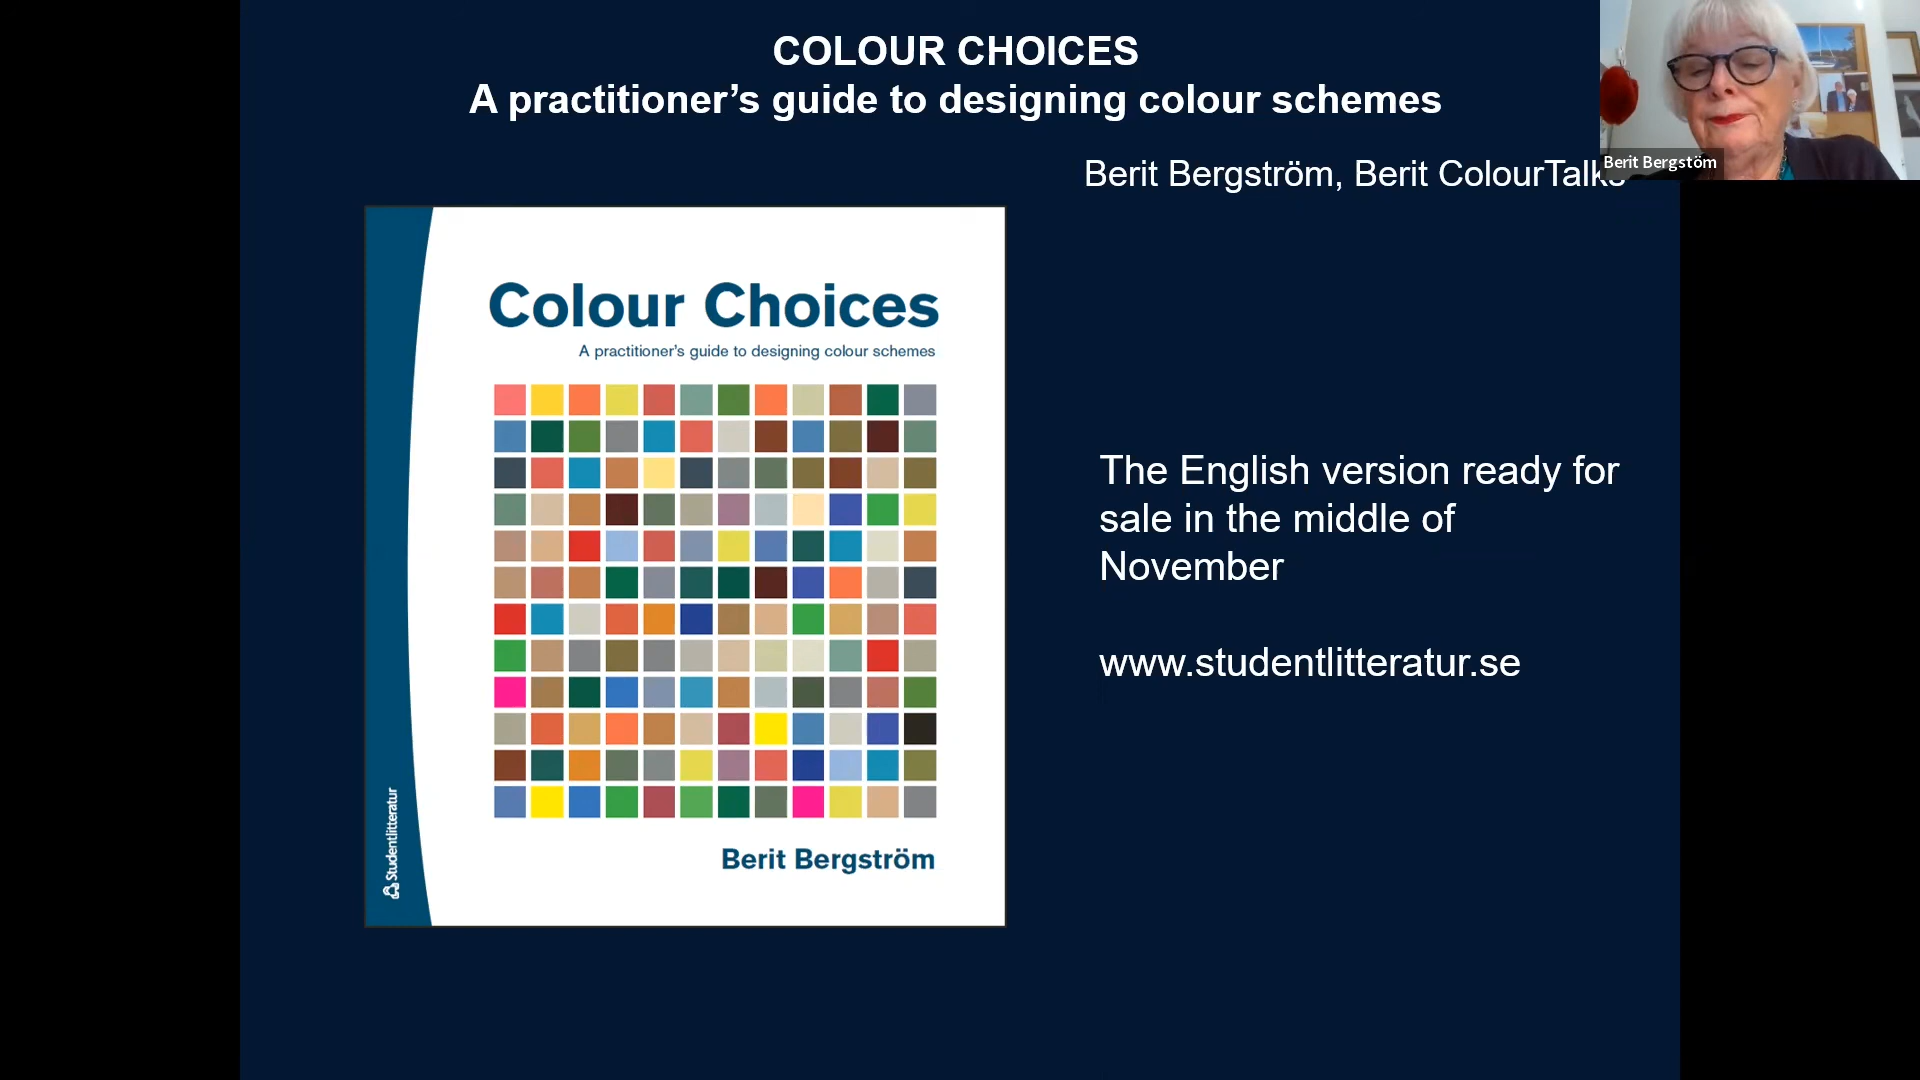 COLOUR CHOICES
A practitioner’s guide to designing colour schemes
Berit Bergström, Berit ColourTalks
Berit Bergstöm
Colour Choices
A practitioner's guide to designing colour schemes
The English version ready for
sale in the middle of
November
www.studentlitteratur.se
Studentlitteratur
Berit Bergström